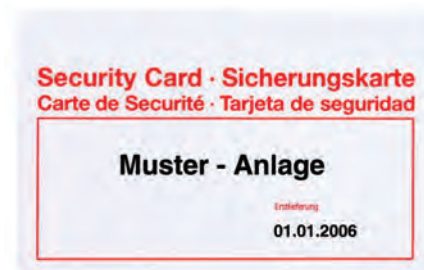 Security Card · Sicherungskarte
Carte de Securité · Tarjeta de seguridad
Muster - Anlage
Erstlieferung
01.01.2006